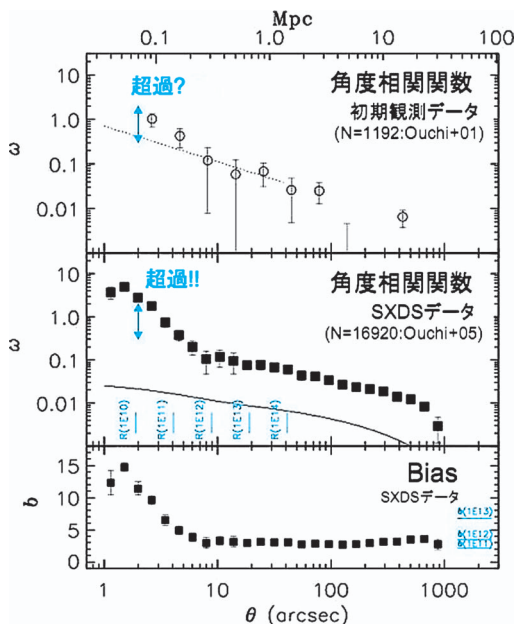 Mpc
0.1 1.0 10 100
超過?
角度相関関数
初期観測データ
(N=1192:Ouchi+01)
10
1.0
0.1
0.01
ω
超過!!
角度相関関数
SXDSデータ
(N=16920:Ouchi+05)
10
1.0
0.1
0.01
ω
R(1E10)
R(1E11)
R(1E12)
R(1E13)
R(1E14)
Bias
SXDSデータ
15
10
5
0
b
b(1E13)
b(1E12)
b(1E11)
1 10 100 1000
θ (arcsec)